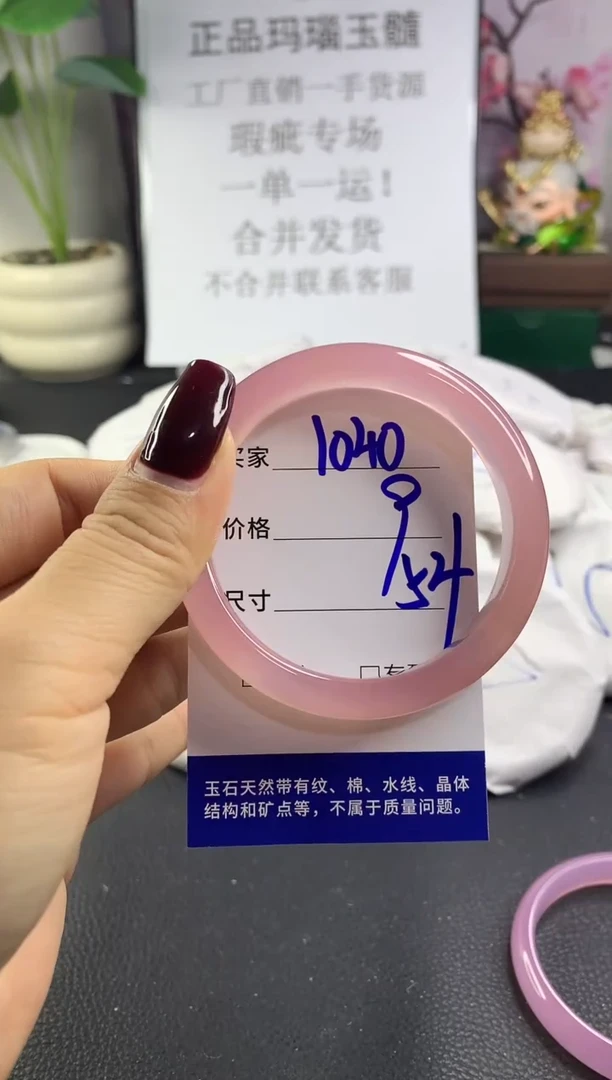 正品玛瑙玉髓
工厂直销一手货源
瑕疵专场
一单一运！
合并发货
不合并联系客服
买家 1040
价格
尺寸 54
玉石天然带有纹、棉、水线、晶体
结构和矿点等，不属于质量问题。